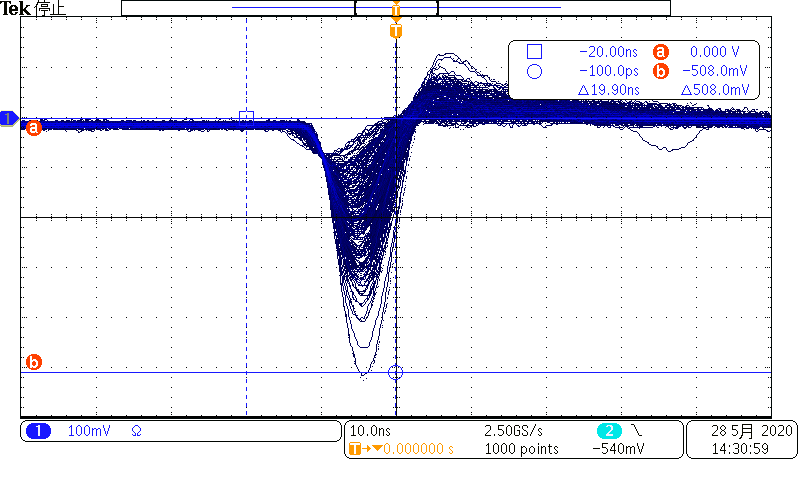 Tek 停止
T
T
−20.00ns a 0.000 V
−100.0ps b −508.0mV
Δ19.90ns Δ508.0mV
1
a
b
1 100mV Ω
10.0ns 2.50GS/s 2
T→▼0.000000 s 1000 points −540mV
28 5月 2020
14:30:59